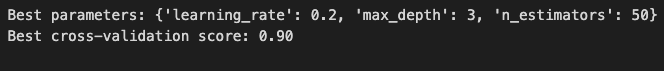 Best parameters: {'learning_rate': 0.2, 'max_depth': 3, 'n_estimators': 50}
Best cross-validation score: 0.90